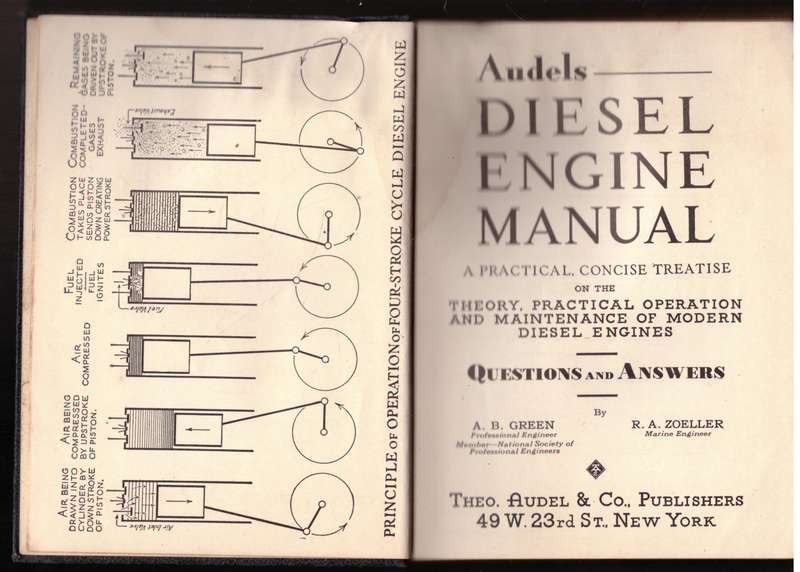 AIR BEING
DRAWN INTO
CYLINDER BY
DOWN STROKE
OF PISTON.
Air Inlet Valve
AIR BEING
COMPRESSED
BY UPSTROKE
OF PISTON.
AIR
COMPRESSED
FUEL
INJECTED
FUEL
IGNITES
Fuel Valve
COMBUSTION
TAKES PLACE
SENDS PISTON
DOWN CREATING
POWER STROKE
COMBUSTION
COMPLETED-
GASES
EXHAUST
Exhaust Valve
REMAINING
GASES BEING
DRIVEN OUT BY
UPSTROKE OF
PISTON.
PRINCIPLE OF OPERATION OF FOUR-STROKE CYCLE DIESEL ENGINE
Audels
DIESEL
ENGINE
MANUAL
A PRACTICAL, CONCISE TREATISE
ON THE
THEORY, PRACTICAL OPERATION
AND MAINTENANCE OF MODERN
DIESEL ENGINES
QUESTIONS AND ANSWERS
By
A. B. GREEN
Professional Engineer
Member—National Society of
Professional Engineers
R. A. ZOELLER
Marine Engineer
THEO. AUDEL & CO., PUBLISHERS
49 W. 23rd ST., NEW YORK